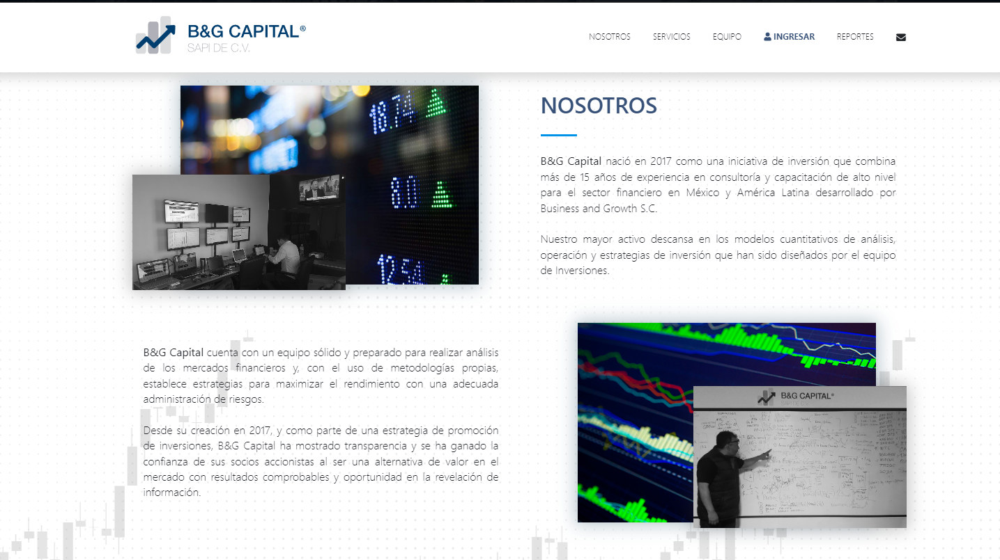 B&G CAPITAL®
SAPI DE C.V.
NOSOTROS
SERVICIOS
EQUIPO
INGRESAR
REPORTES
18.74
8.0
12.54
NOSOTROS
B&G Capital nació en 2017 como una iniciativa de inversión que combina
más de 15 años de experiencia en consultoría y capacitación de alto nivel
para el sector financiero en México y América Latina desarrollado por
Business and Growth S.C.
Nuestro mayor activo descansa en los modelos cuantitativos de análisis,
operación y estrategias de inversión que han sido diseñados por el equipo
de Inversiones.
B&G Capital cuenta con un equipo sólido y preparado para realizar análisis
de los mercados financieros y, con el uso de metodologías propias,
establece estrategias para maximizar el rendimiento con una adecuada
administración de riesgos.
Desde su creación en 2017, y como parte de una estrategia de promoción
de inversiones, B&G Capital ha mostrado transparencia y se ha ganado la
confianza de sus socios accionistas al ser una alternativa de valor en el
mercado con resultados comprobables y oportunidad en la revelación de
información.
B&G CAPITAL®
SAPI DE C.V.